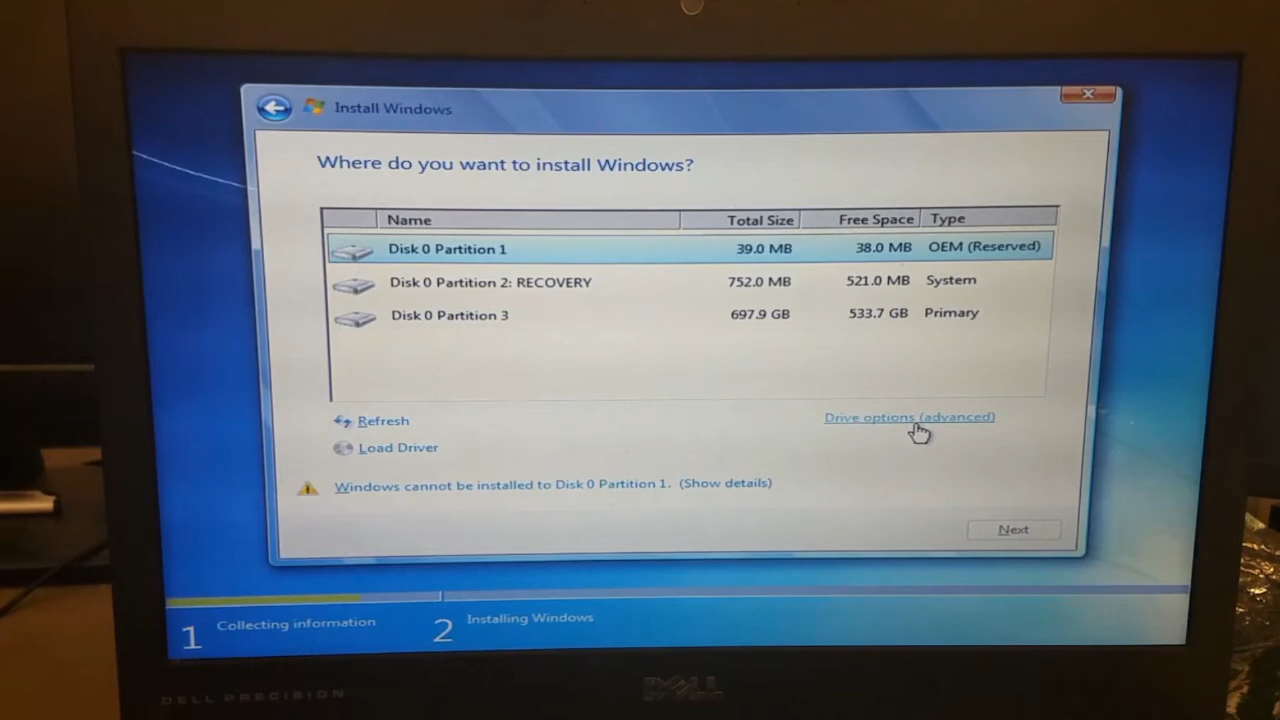 Install Windows
Where do you want to install Windows?
Name Total Size Free Space Type
Disk 0 Partition 1 39.0 MB 38.0 MB OEM (Reserved)
Disk 0 Partition 2: RECOVERY 752.0 MB 521.0 MB System
Disk 0 Partition 3 697.9 GB 533.7 GB Primary
Refresh Drive options (advanced)
Load Driver
Windows cannot be installed to Disk 0 Partition 1. (Show details)
Next
1 Collecting information 2 Installing Windows
DELL PRECISION DELL